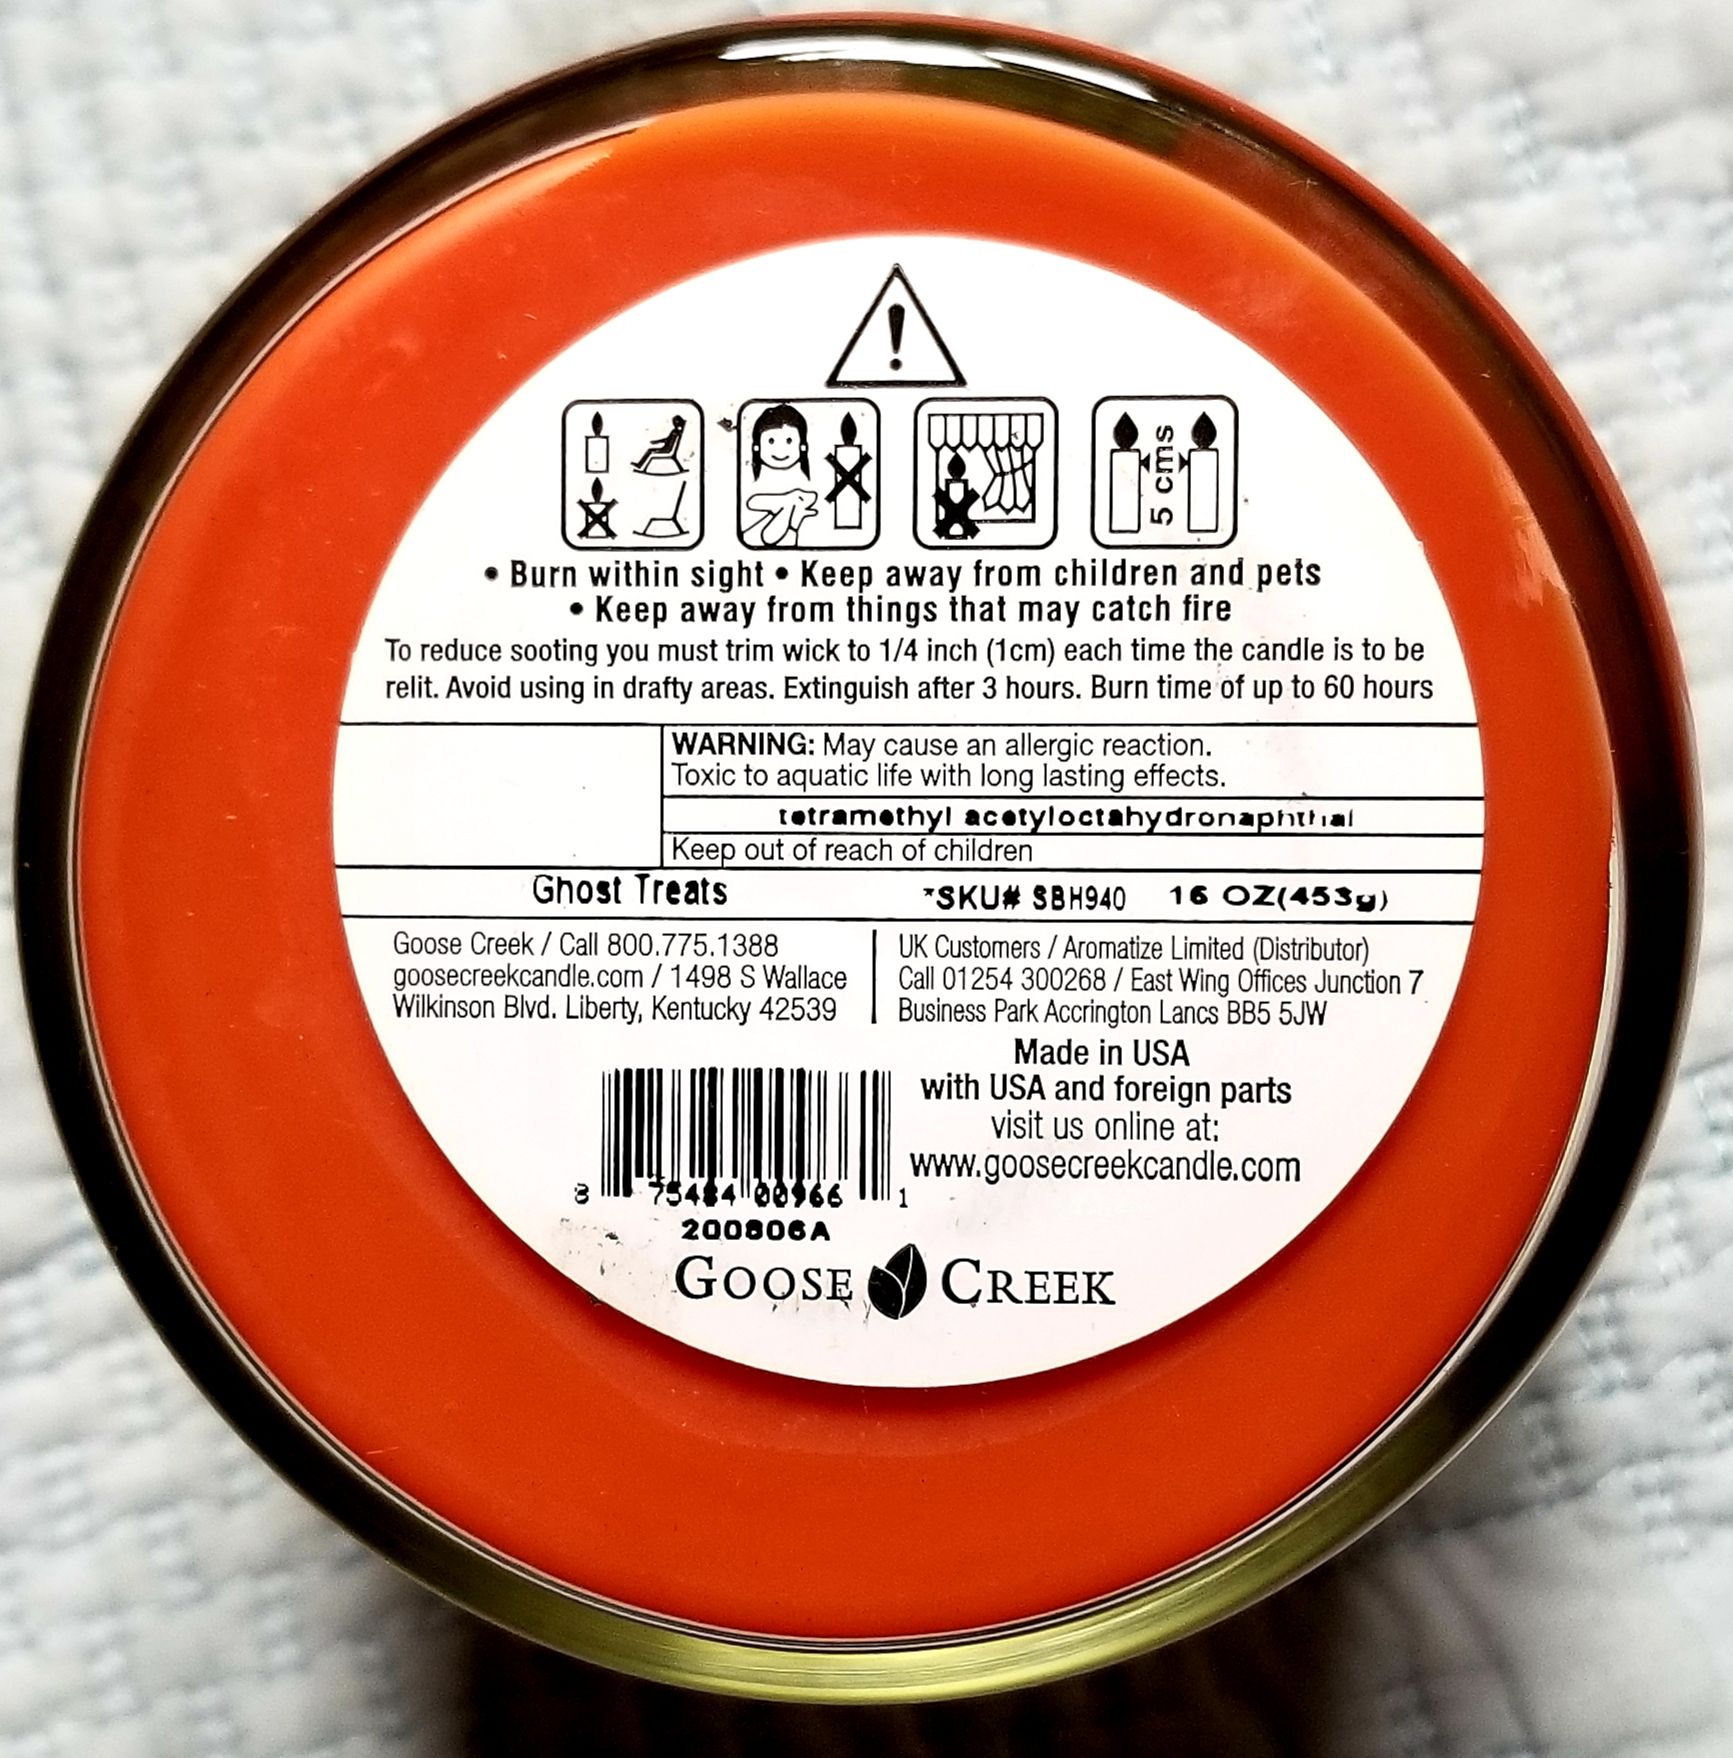 !
5 cms
• Burn within sight • Keep away from children and pets
• Keep away from things that may catch fire
To reduce sooting you must trim wick to 1/4 inch (1cm) each time the candle is to be
relit. Avoid using in drafty areas. Extinguish after 3 hours. Burn time of up to 60 hours
WARNING: May cause an allergic reaction.
Toxic to aquatic life with long lasting effects.
tetramethyl
Keep out of reach of children
Ghost Treats *SKU# SBH940 16 OZ(453g)
Goose Creek / Call 800.775.1388
goosecreekcandle.com / 1498 S Wallace
Wilkinson Blvd. Liberty, Kentucky 42539
UK Customers / Aromatize Limited (Distributor)
Call 01254 300268 / East Wing Offices Junction 7
Business Park Accrington Lancs BB5 5JW
Made in USA
with USA and foreign parts
visit us online at:
www.goosecreekcandle.com
8 75484 00966 1
200806A
GOOSE CREEK